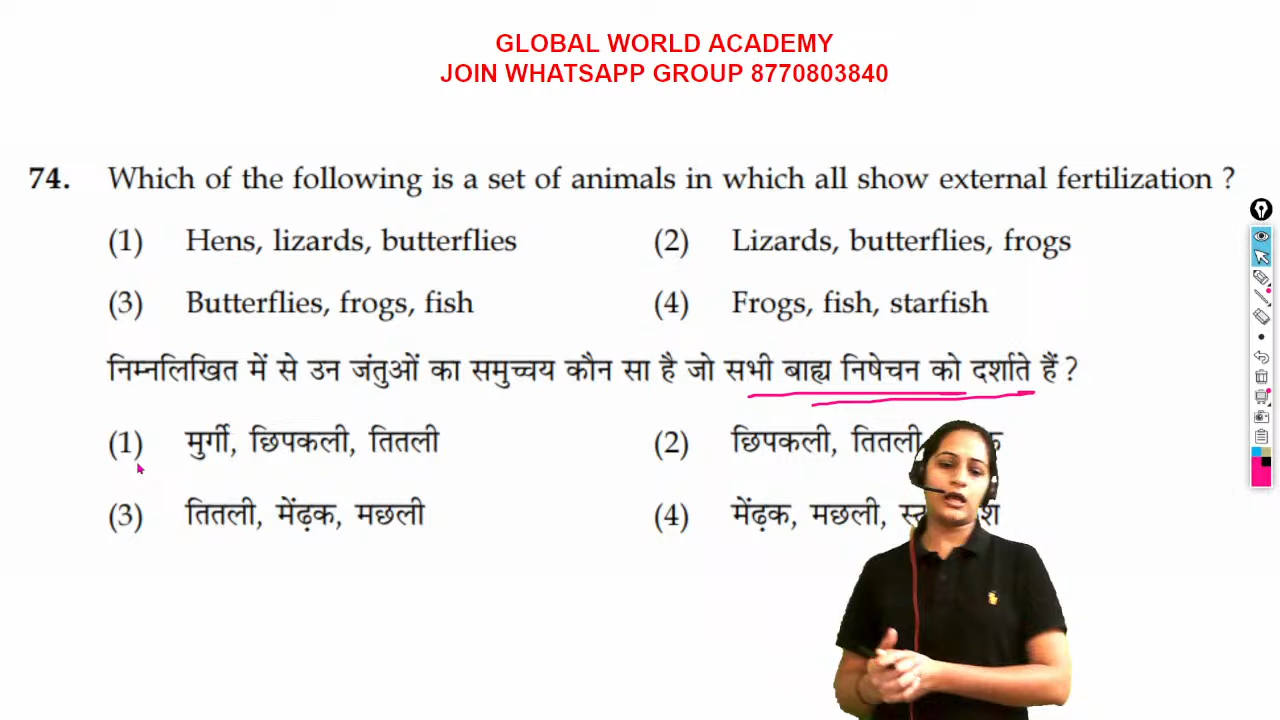 GLOBAL WORLD ACADEMY
JOIN WHATSAPP GROUP 8770803840
74. Which of the following is a set of animals in which all show external fertilization ?
(1) Hens, lizards, butterflies (2) Lizards, butterflies, frogs
(3) Butterflies, frogs, fish (4) Frogs, fish, starfish
निम्नलिखित में से उन जंतुओं का समुच्चय कौन सा है जो सभी बाह्य निषेचन को दर्शाते हैं ?
(1) मुर्गी, छिपकली, तितली (2) छिपकली, तितली
(3) तितली, मेंढ़क, मछली (4) मेंढ़क, मछली,